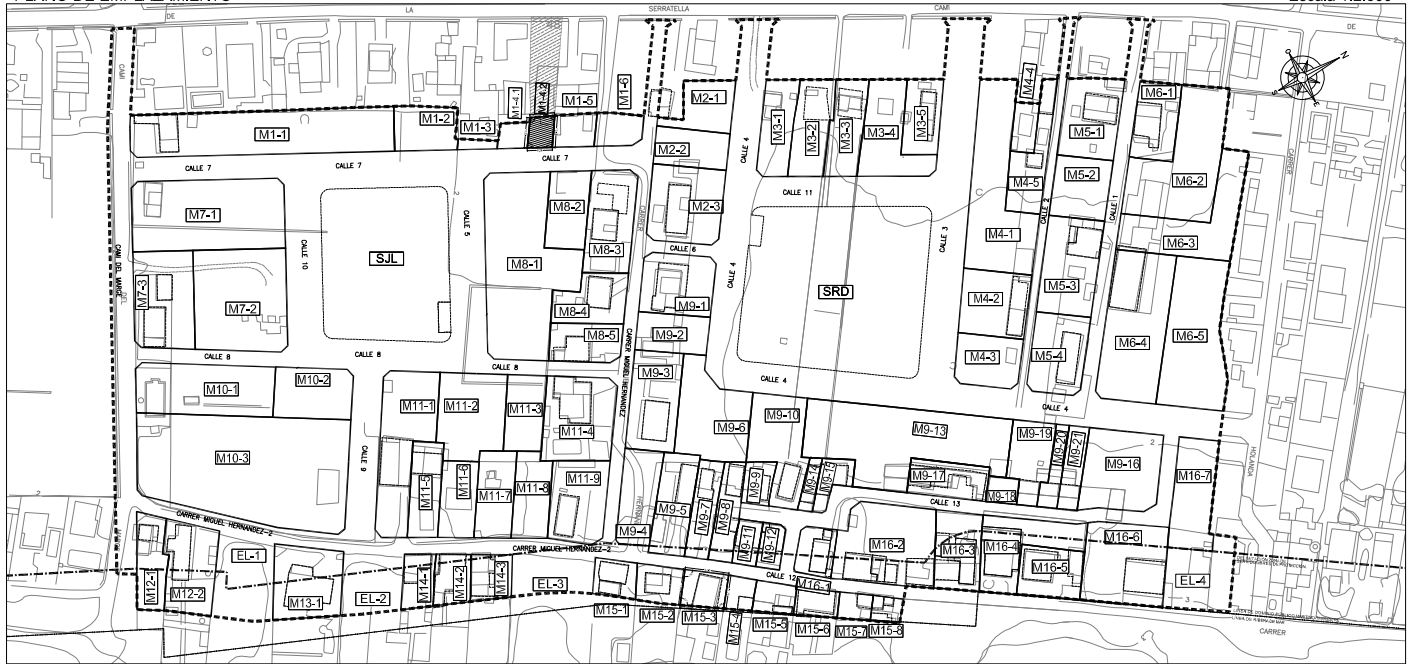 PLANO DE EMPLAZAMIENTO
Escala 1:2.000
DE LA SERRATELLA CAMI DE
CAMI
M1-1
M1-2
M1-3
M1-4.1
M1-4.2
M1-5
M1-6
M2-1
M2-2
M2-3
M3-1
M3-2
M3-3
M3-4
M3-5
M4-4
M4-5
M5-1
M5-2
M6-1
M6-2
M6-3
CALLE 7
CALLE 7
CALLE 7
CALLE 4
CALLE 11
CALLE 2
CALLE 1
CALLE 3
CALLE 5
CALLE 10
CALLE 6
CALLE 4
CARRER
CARRER
N
M7-1
M7-2
M7-3
CAMI DEL MARGE
DEL
SJL
M8-1
M8-2
M8-3
M8-4
M8-5
M9-1
M9-2
M9-3
SRD
M4-1
M4-2
M4-3
M5-3
M5-4
M6-4
M6-5
CALLE 8
CALLE 8
CALLE 8
CARRER MIGUEL HERNANDEZ
CALLE 4
CALLE 4
M10-1
M10-2
M10-3
CALLE 9
M11-1
M11-2
M11-3
M11-4
M11-5
M11-6
M11-7
M11-8
M11-9
M9-6
M9-10
M9-13
M9-19
M9-20
M9-21
M9-16
M16-7
HOLANDA
M9-4
M9-5
M9-7
M9-8
M9-9
M9-14
M9-15
M9-17
M9-18
M9-11
M9-12
CALLE 13
CARRER MIGUEL HERNANDEZ-2
CARRER MIGUEL HERNANDEZ-2
CALLE 12
M12-1
M12-2
EL-1
M13-1
EL-2
M14-1
M14-2
M14-3
EL-3
M15-1
M15-2
M15-3
M15-4
M15-5
M15-6
M15-7
M15-8
M16-1
M16-2
M16-3
M16-4
M16-5
M16-6
EL-4
2
2
2
3
CARRER